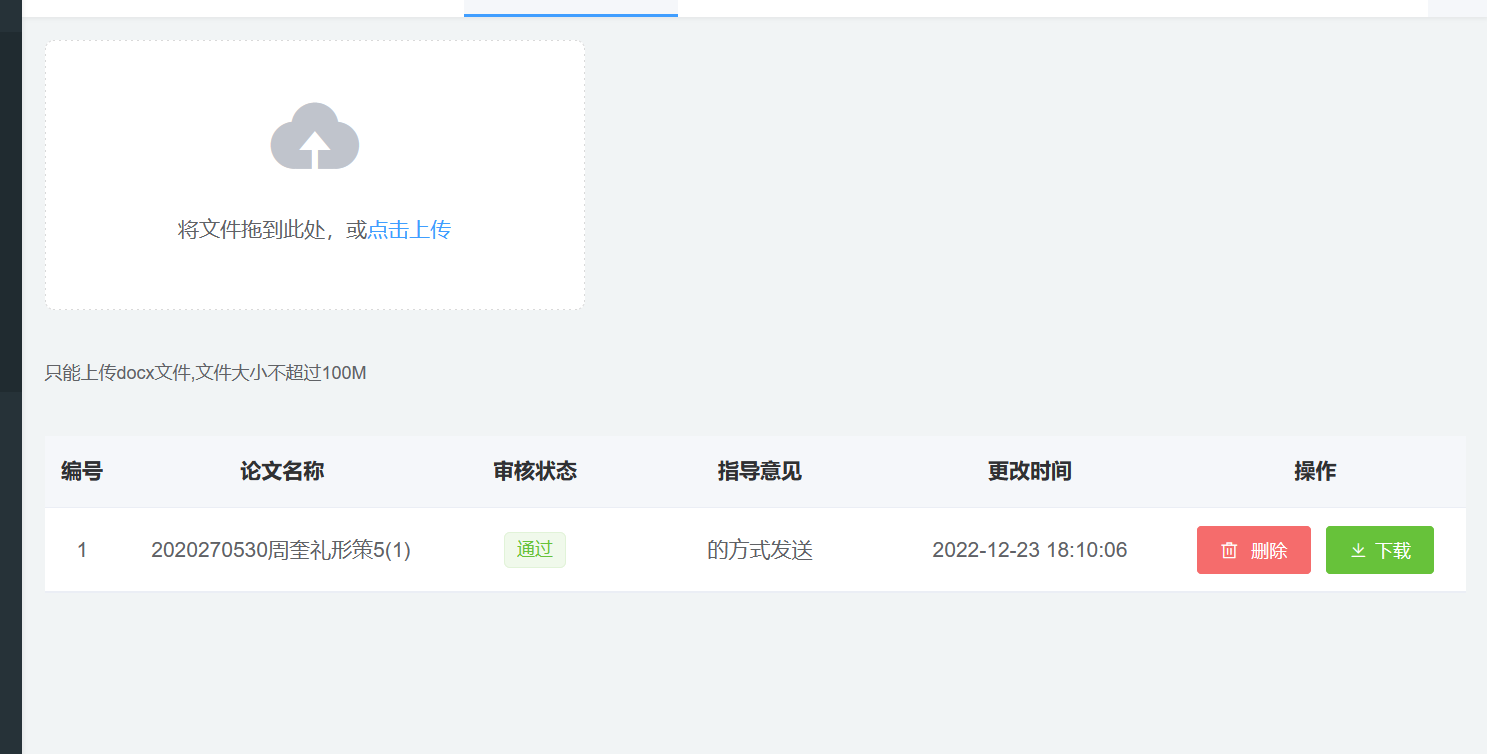 将文件拖到此处，或点击上传
只能上传docx文件,文件大小不超过100M
编号 论文名称 审核状态 指导意见 更改时间 操作
1 2020270530周奎礼形策5(1) 通过 的方式发送 2022-12-23 18:10:06 删除 下载